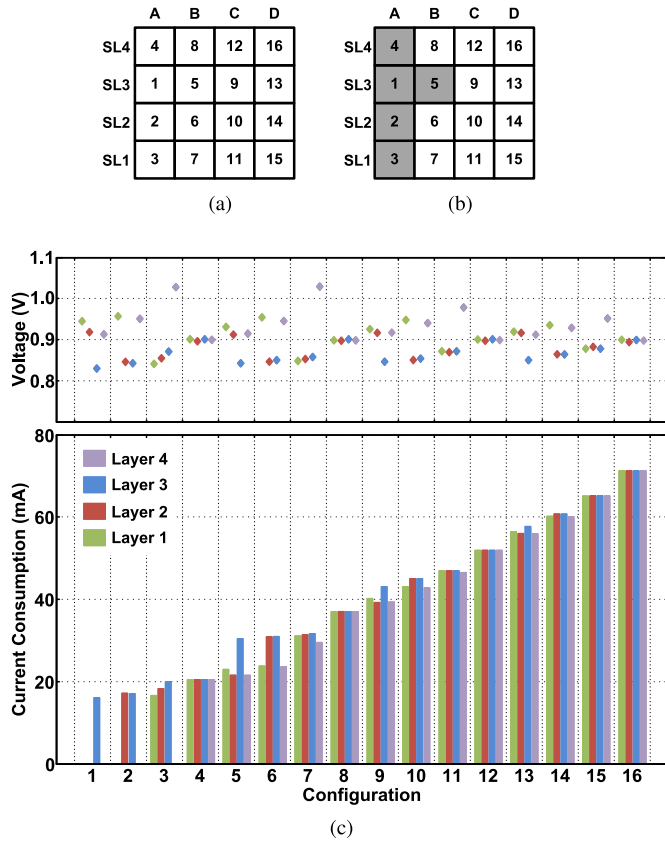 A B C D
SL4 4 8 12 16
SL3 1 5 9 13
SL2 2 6 10 14
SL1 3 7 11 15
(a)
A B C D
SL4 4 8 12 16
SL3 1 5 9 13
SL2 2 6 10 14
SL1 3 7 11 15
(b)
Voltage (V)
1.1
1.0
0.9
0.8
Current Consumption (mA)
80
60
40
20
0
Layer 4
Layer 3
Layer 2
Layer 1
1 2 3 4 5 6 7 8 9 10 11 12 13 14 15 16
Configuration
(c)